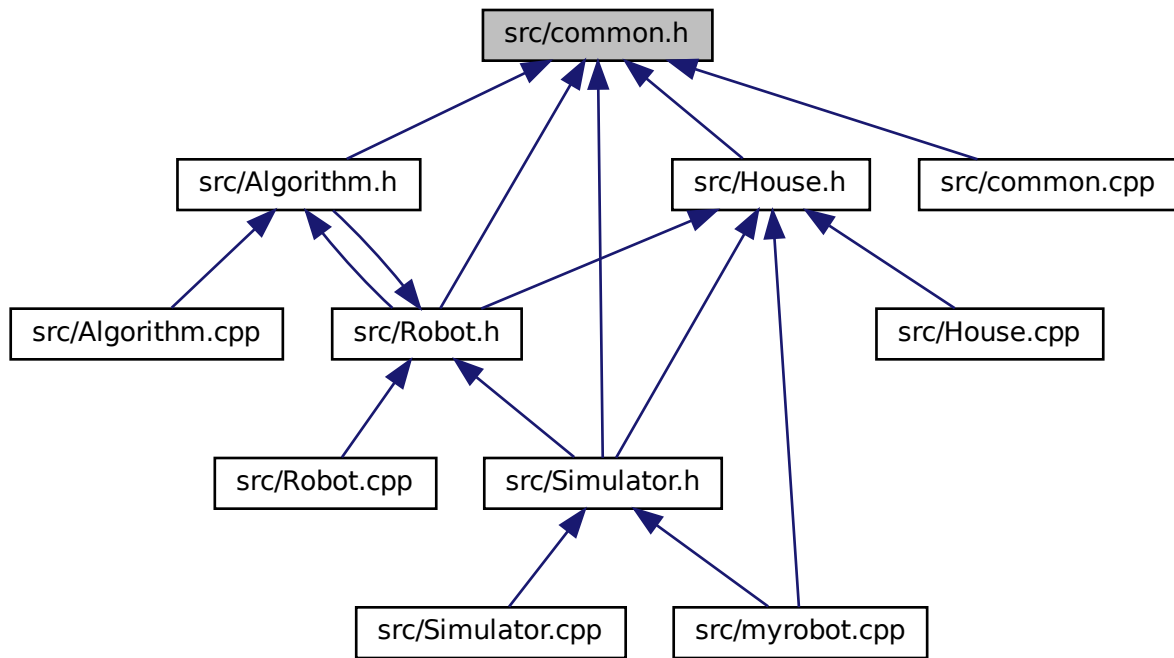 src/common.h
src/Algorithm.h
src/House.h
src/common.cpp
src/Algorithm.cpp
src/Robot.h
src/House.cpp
src/Robot.cpp
src/Simulator.h
src/Simulator.cpp
src/myrobot.cpp